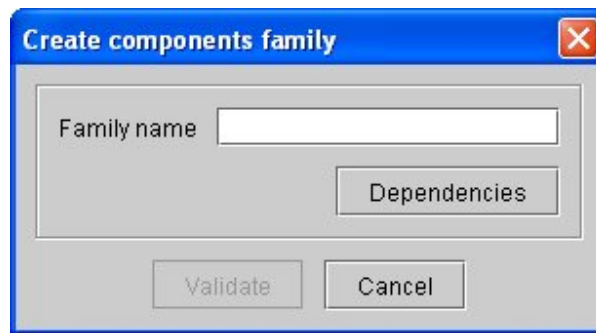 Create components family
Family name
Dependencies
Validate Cancel